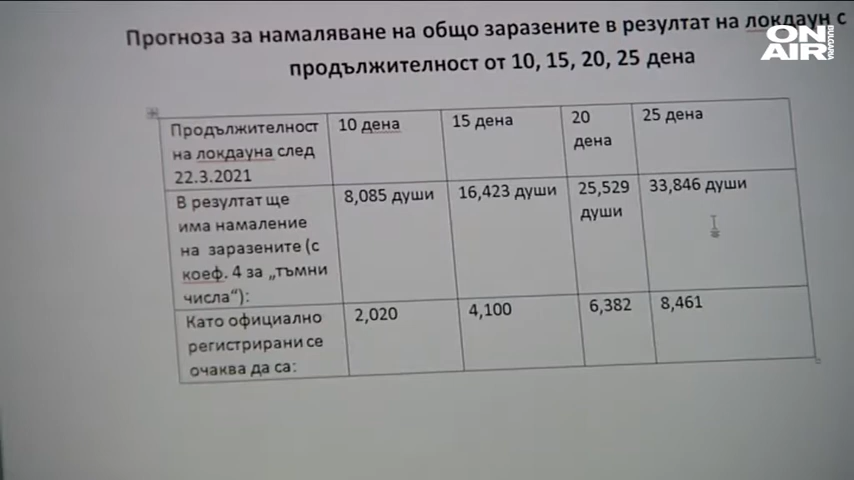 Прогноза за намаляване на общо заразените в резултат на локдаун с
продължителност от 10, 15, 20, 25 дена
ON
AIR
BULGARIA
Продължителност
на локдауна след
22.3.2021
10 дена
15 дена
20
дена
25 дена
В резултат ще
има намаление
на заразените (с
коеф. 4 за „тъмни
числа“):
8,085 души
16,423 души
25,529
души
33,846 души
Като официално
регистрирани се
очаква да са:
2,020
4,100
6,382
8,461